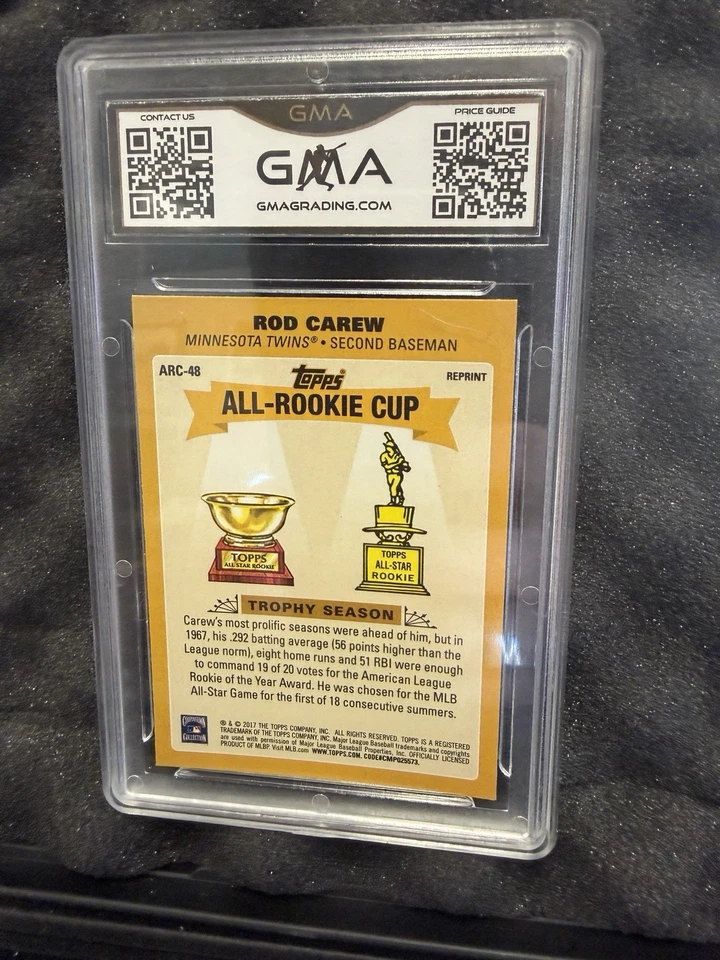 GMA
CONTACT US
PRICE GUIDE
GMA
GMAGRADING.COM
ROD CAREW
MINNESOTA TWINS® • SECOND BASEMAN
ARC-48
Topps
REPRINT
ALL-ROOKIE CUP
TOPPS
ALL-STAR ROOKIE
TOPPS
ALL-STAR
ROOKIE
TROPHY SEASON
Carew's most prolific seasons were ahead of him, but in
1967, his .292 batting average (56 points higher than the
League norm), eight home runs and 51 RBI were enough
to command 19 of 20 votes for the American League
Rookie of the Year Award. He was chosen for the MLB
All-Star Game for the first of 18 consecutive summers.
COOPERSTOWN
COLLECTION
® & © 2017 THE TOPPS COMPANY, INC. ALL RIGHTS RESERVED. TOPPS IS A REGISTERED
TRADEMARK OF THE TOPPS COMPANY, INC. Major League Baseball trademarks and copyrights
are used with permission of Major League Baseball Properties, Inc. OFFICIALLY LICENSED
PRODUCT OF MLBP. Visit MLB.com WWW.TOPPS.COM. CODE#CMP025573.